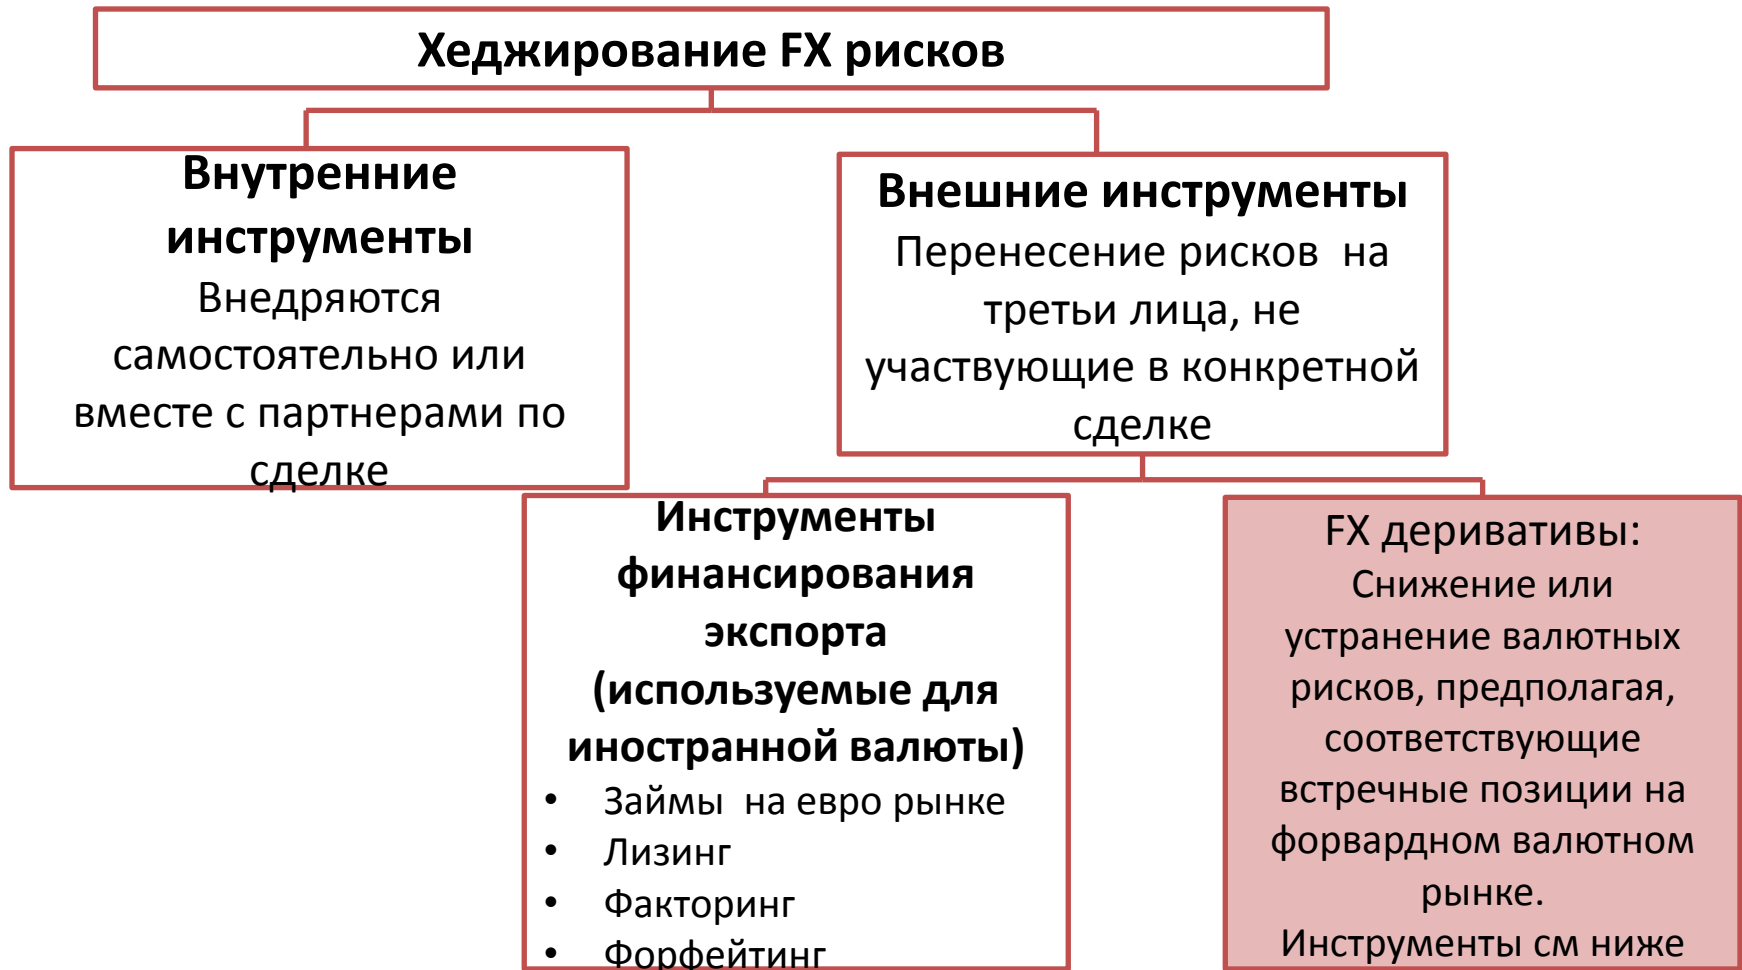 Хеджирование FX рисков
Внутренние
инструменты
Внедряются
самостоятельно или
вместе с партнерами по
сделке
Внешние инструменты
Перенесение рисков на
третьи лица, не
участвующие в конкретной
сделке
Инструменты
финансирования
экспорта
(используемые для
иностранной валюты)
• Займы на евро рынке
• Лизинг
• Факторинг
• Форфейтинг
FX деривативы:
Снижение или
устранение валютных
рисков, предполагая,
соответствующие
встречные позиции на
форвардном валютном
рынке.
Инструменты см ниже